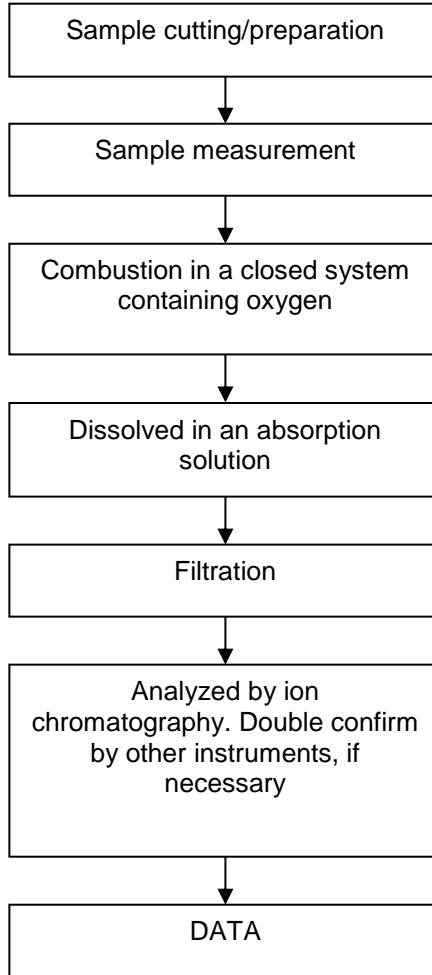 Sample cutting/preparation
Sample measurement
Combustion in a closed system
containing oxygen
Dissolved in an absorption
solution
Filtration
Analyzed by ion
chromatography. Double confirm
by other instruments, if
necessary
DATA